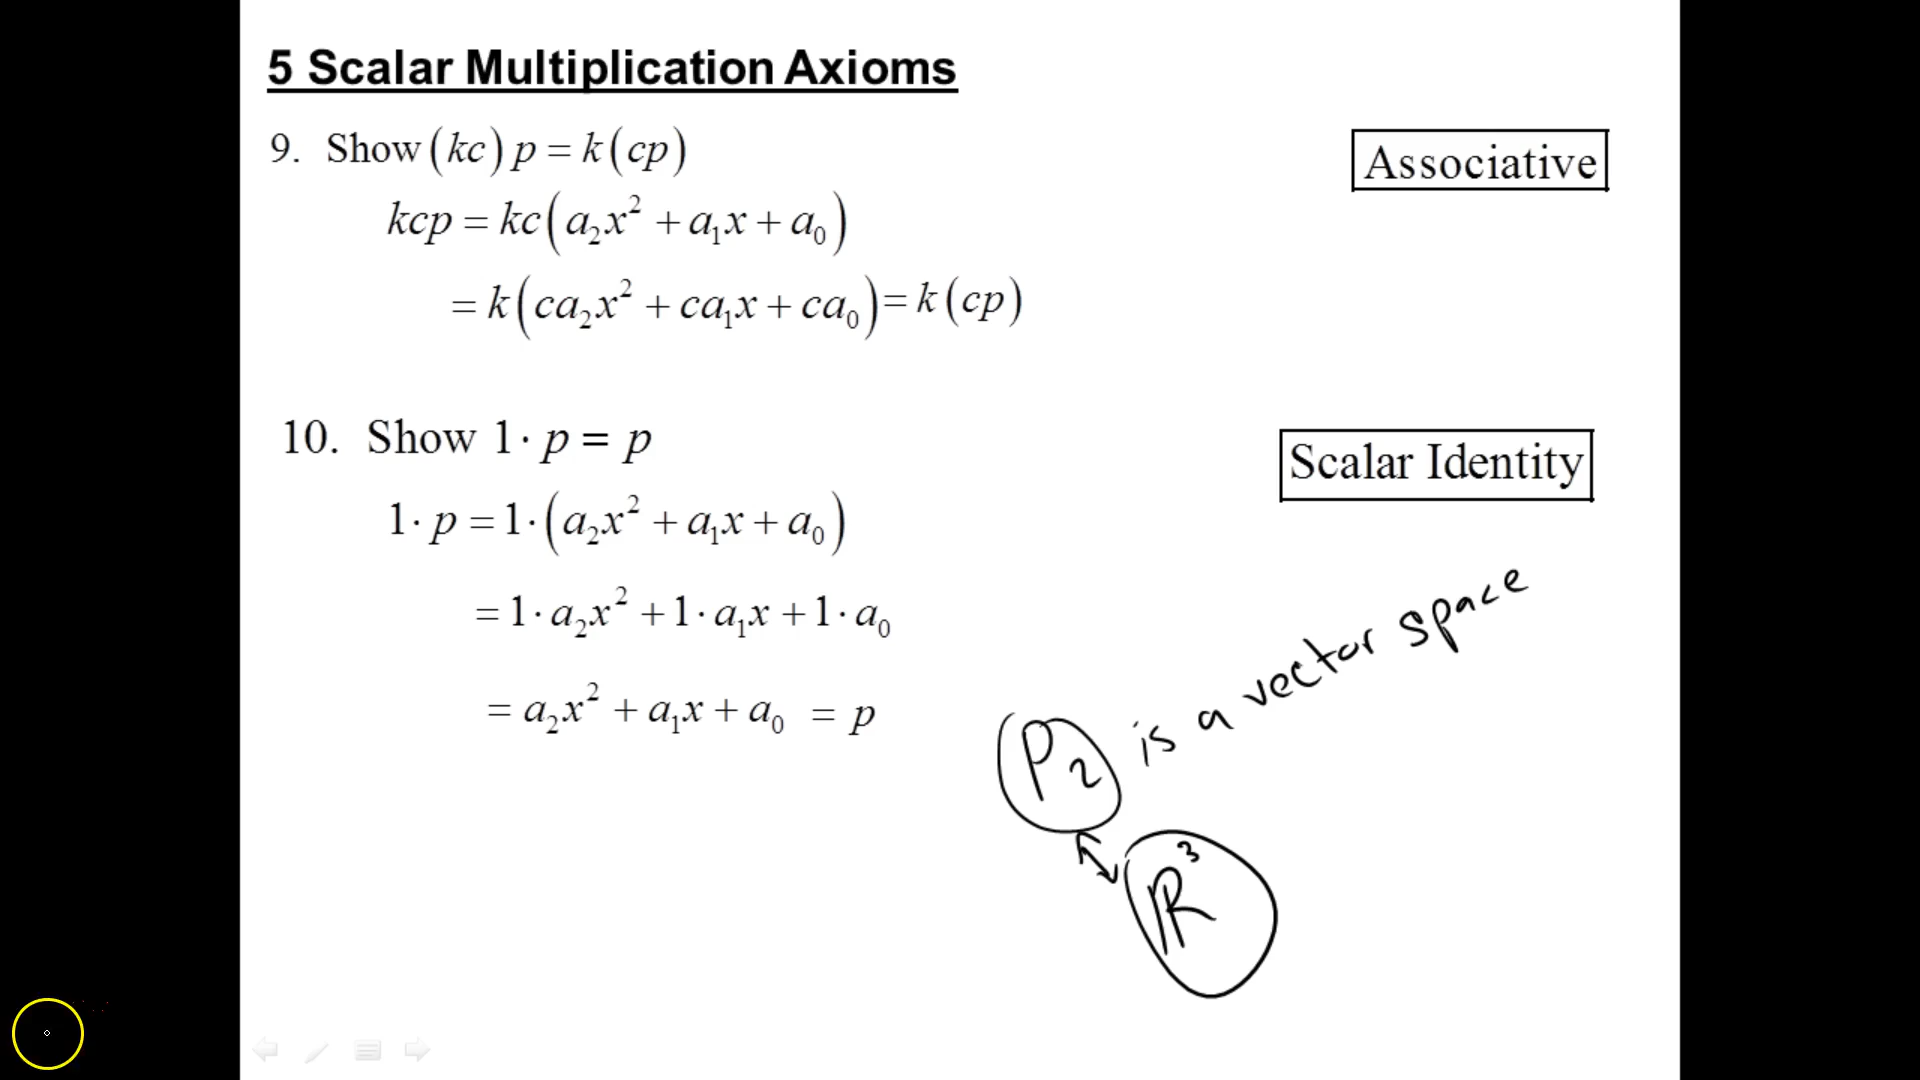 5 Scalar Multiplication Axioms
9. Show (kc) p = k(cp)
Associative
kcp = kc(a₂x² + a₁x + a₀)
= k(ca₂x² + ca₁x + ca₀) = k(cp)
10. Show 1· p = p
Scalar Identity
1· p = 1·(a₂x² + a₁x + a₀)
= 1· a₂x² + 1· a₁x + 1· a₀
= a₂x² + a₁x + a₀ = p
P₂ is a vector space
ℝ³